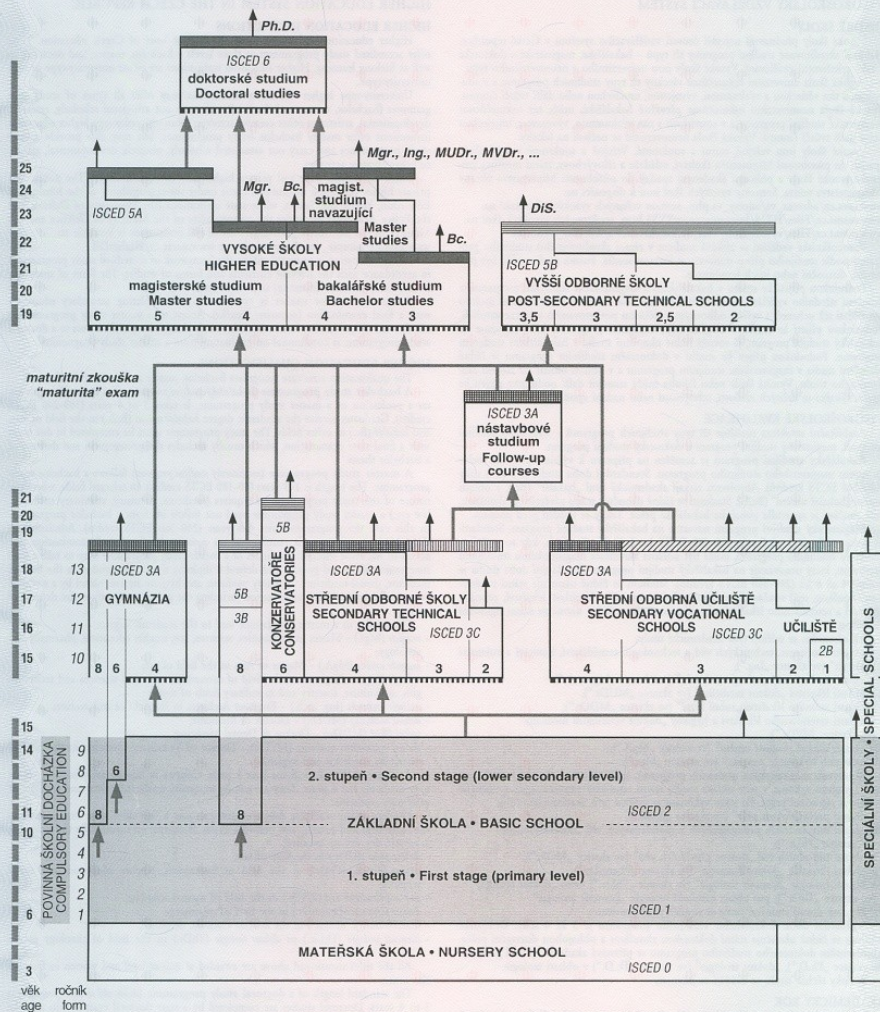 Ph.D.
ISCED 6
doktorské studium
Doctoral studies
Mgr., Ing., MUDr., MVDr., ...
25
24
23
22
21
20
19
ISCED 5A
Mgr.
Bc.
magist.
studium
navazující
Master
studies
Bc.
VYSOKÉ ŠKOLY
HIGHER EDUCATION
magisterské studium
Master studies
bakalářské studium
Bachelor studies
6 5 4 4 3
DiS.
ISCED 5B
VYŠŠÍ ODBORNÉ ŠKOLY
POST-SECONDARY TECHNICAL SCHOOLS
3,5 3 2,5 2
maturitní zkouška
"maturita" exam
ISCED 3A
nástavbové
studium
Follow-up
courses
21
20
19
18 13
17 12
16 11
15 10
ISCED 3A
GYMNÁZIA
8 6 4
5B
3B
8
5B
KONZERVATOŘE
CONSERVATORIES
6
ISCED 3A
STŘEDNÍ ODBORNÉ ŠKOLY
SECONDARY TECHNICAL
SCHOOLS
ISCED 3C
4 3 2
ISCED 3A
STŘEDNÍ ODBORNÁ UČILIŠTĚ
SECONDARY VOCATIONAL
SCHOOLS
ISCED 3C
UČILIŠTĚ
2B
4 3 2 1
SPECIÁLNÍ ŠKOLY • SPECIAL SCHOOLS
15
14 9
8
7
11 6
10 5
4
3
2
6 1
3
POVINNÁ ŠKOLNÍ DOCHÁZKA
COMPULSORY EDUCATION
6
8
8
2. stupeň • Second stage (lower secondary level)
ISCED 2
ZÁKLADNÍ ŠKOLA • BASIC SCHOOL
1. stupeň • First stage (primary level)
ISCED 1
MATEŘSKÁ ŠKOLA • NURSERY SCHOOL
ISCED 0
věk ročník
age form